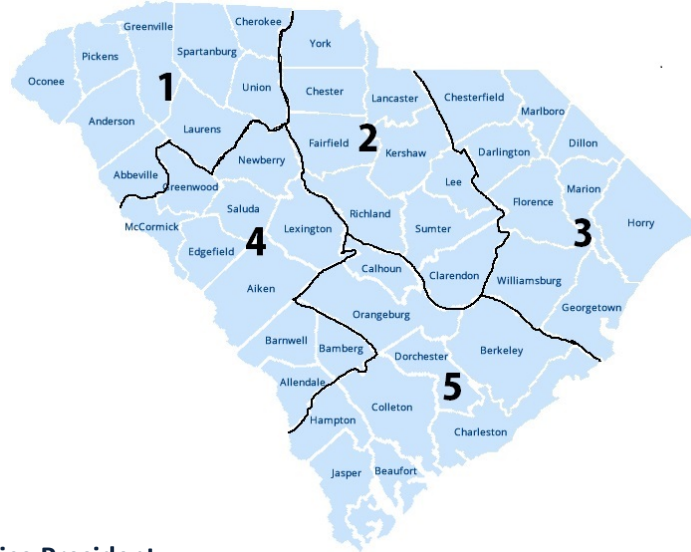 Cherokee
Greenville
York
Spartanburg
Pickens
Oconee
Union
1
Chester
Lancaster
Chesterfield
Marlboro
Anderson
Laurens
2
Fairfield
Kershaw
Darlington
Dillon
Newberry
Abbeville
Greenwood
Lee
Marion
Florence
Saluda
Richland
Horry
McCormick
Lexington
Sumter
3
4
Edgefield
Calhoun
Clarendon
Williamsburg
Aiken
Georgetown
Orangeburg
Barnwell
Bamberg
Dorchester
Berkeley
Allendale
5
Colleton
Hampton
Charleston
Jasper
Beaufort
President